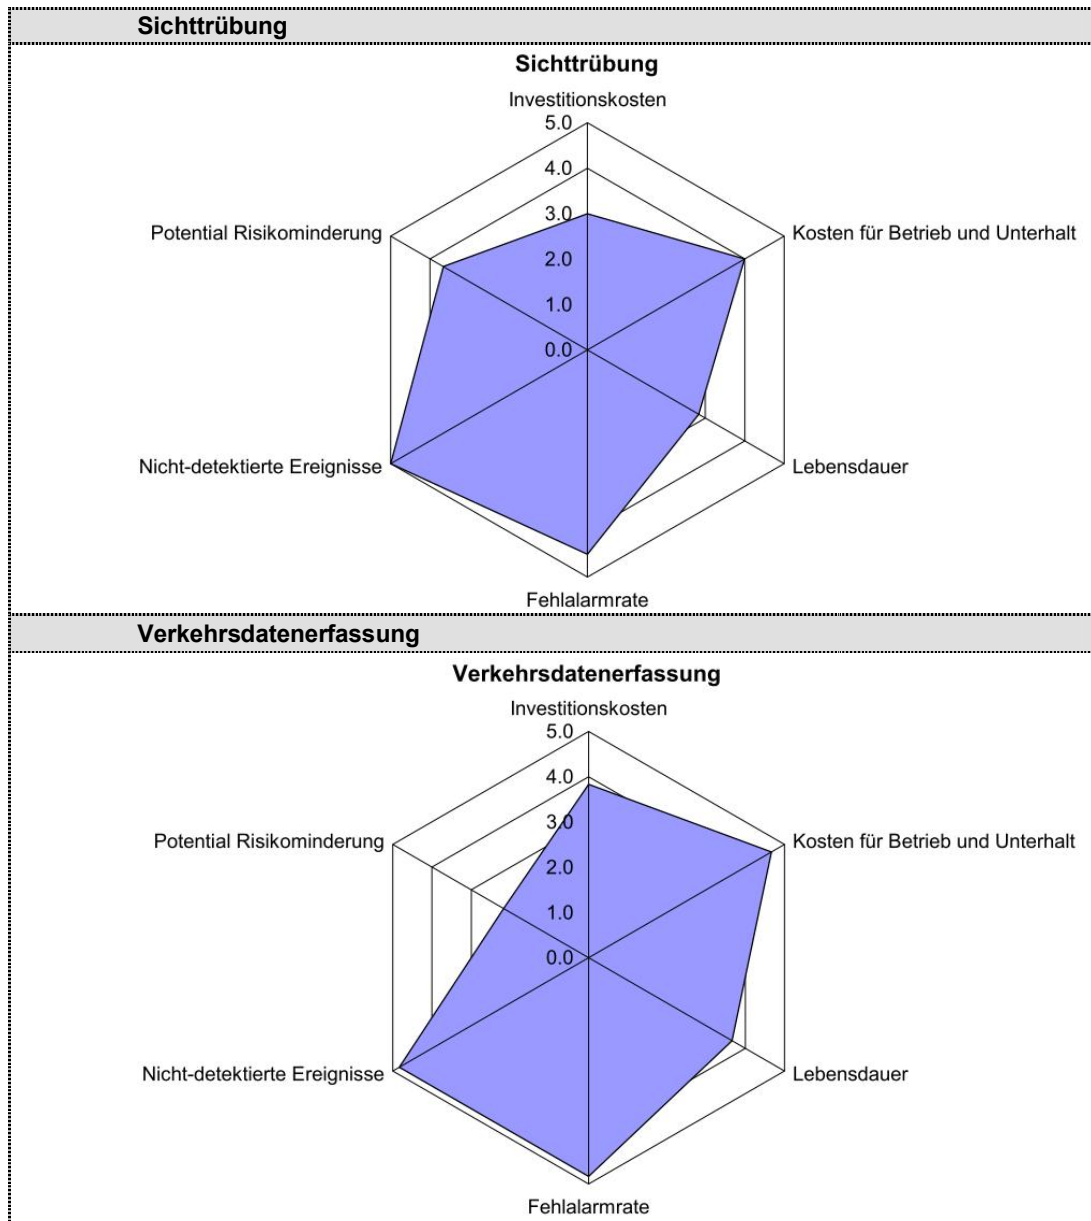 Sichttrübung
Sichttrübung
Investitionskosten
5.0
4.0
3.0
Potential Risikominderung
Kosten für Betrieb und Unterhalt
2.0
1.0
0.0
Nicht-detektierte Ereignisse
Lebensdauer
Fehlalarmrate
Verkehrsdatenerfassung
Verkehrsdatenerfassung
Investitionskosten
5.0
4.0
3.0
Potential Risikominderung
Kosten für Betrieb und Unterhalt
2.0
1.0
0.0
Nicht-detektierte Ereignisse
Lebensdauer
Fehlalarmrate